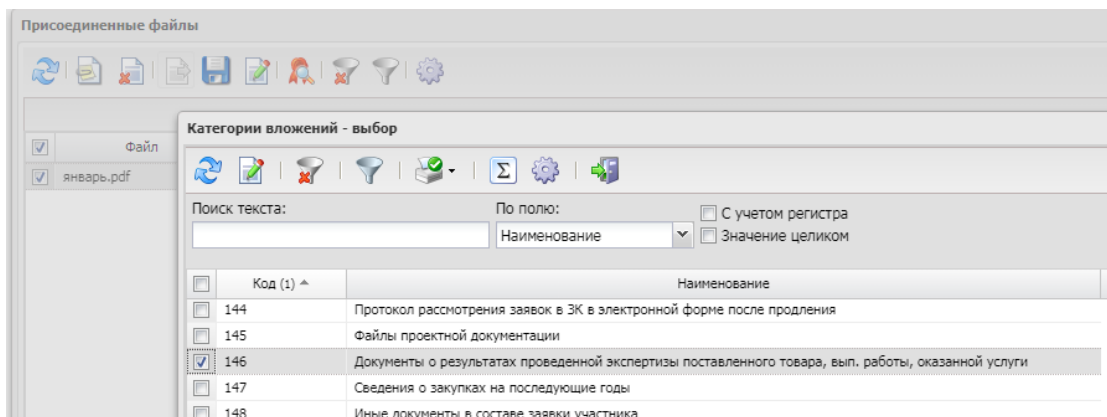 Присоединенные файлы
Категории вложений - выбор
Файл
январь.pdf
Σ
Поиск текста:
По полю:
С учетом регистра
Наименование
Значение целиком
Код (1)
Наименование
144 Протокол рассмотрения заявок в ЗК в электронной форме после продления
145 Файлы проектной документации
146 Документы о результатах проведенной экспертизы поставленного товара, вып. работы, оказанной услуги
147 Сведения о закупках на последующие годы
148 Иные документы в составе заявки участника